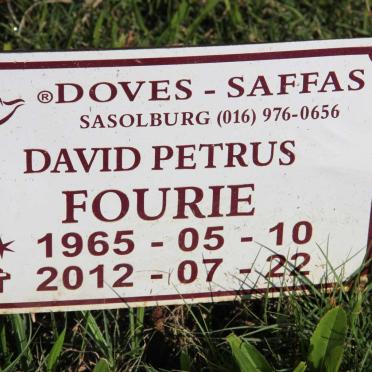 ®DOVES - SAFFAS
SASOLBURG (016) 976-0656
DAVID PETRUS
FOURIE
1965 - 05 - 10
2012 - 07 - 22